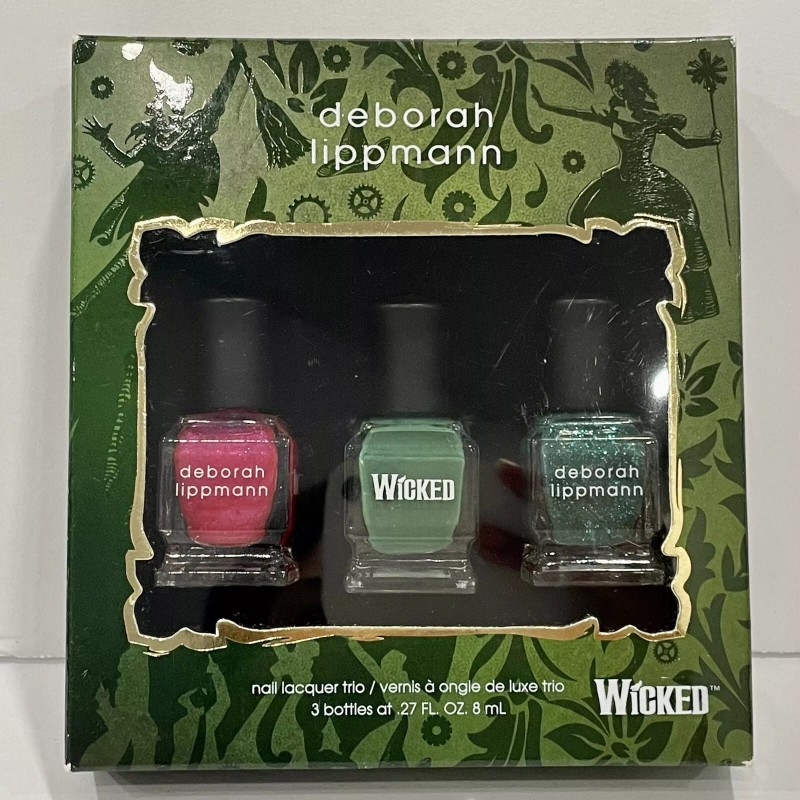 deborah
lippmann
deborah
lippmann
WICKED
deborah
lippmann
nail lacquer trio / vernis à ongle de luxe trio
3 bottles at .27 FL. OZ. 8 mL
WICKED™